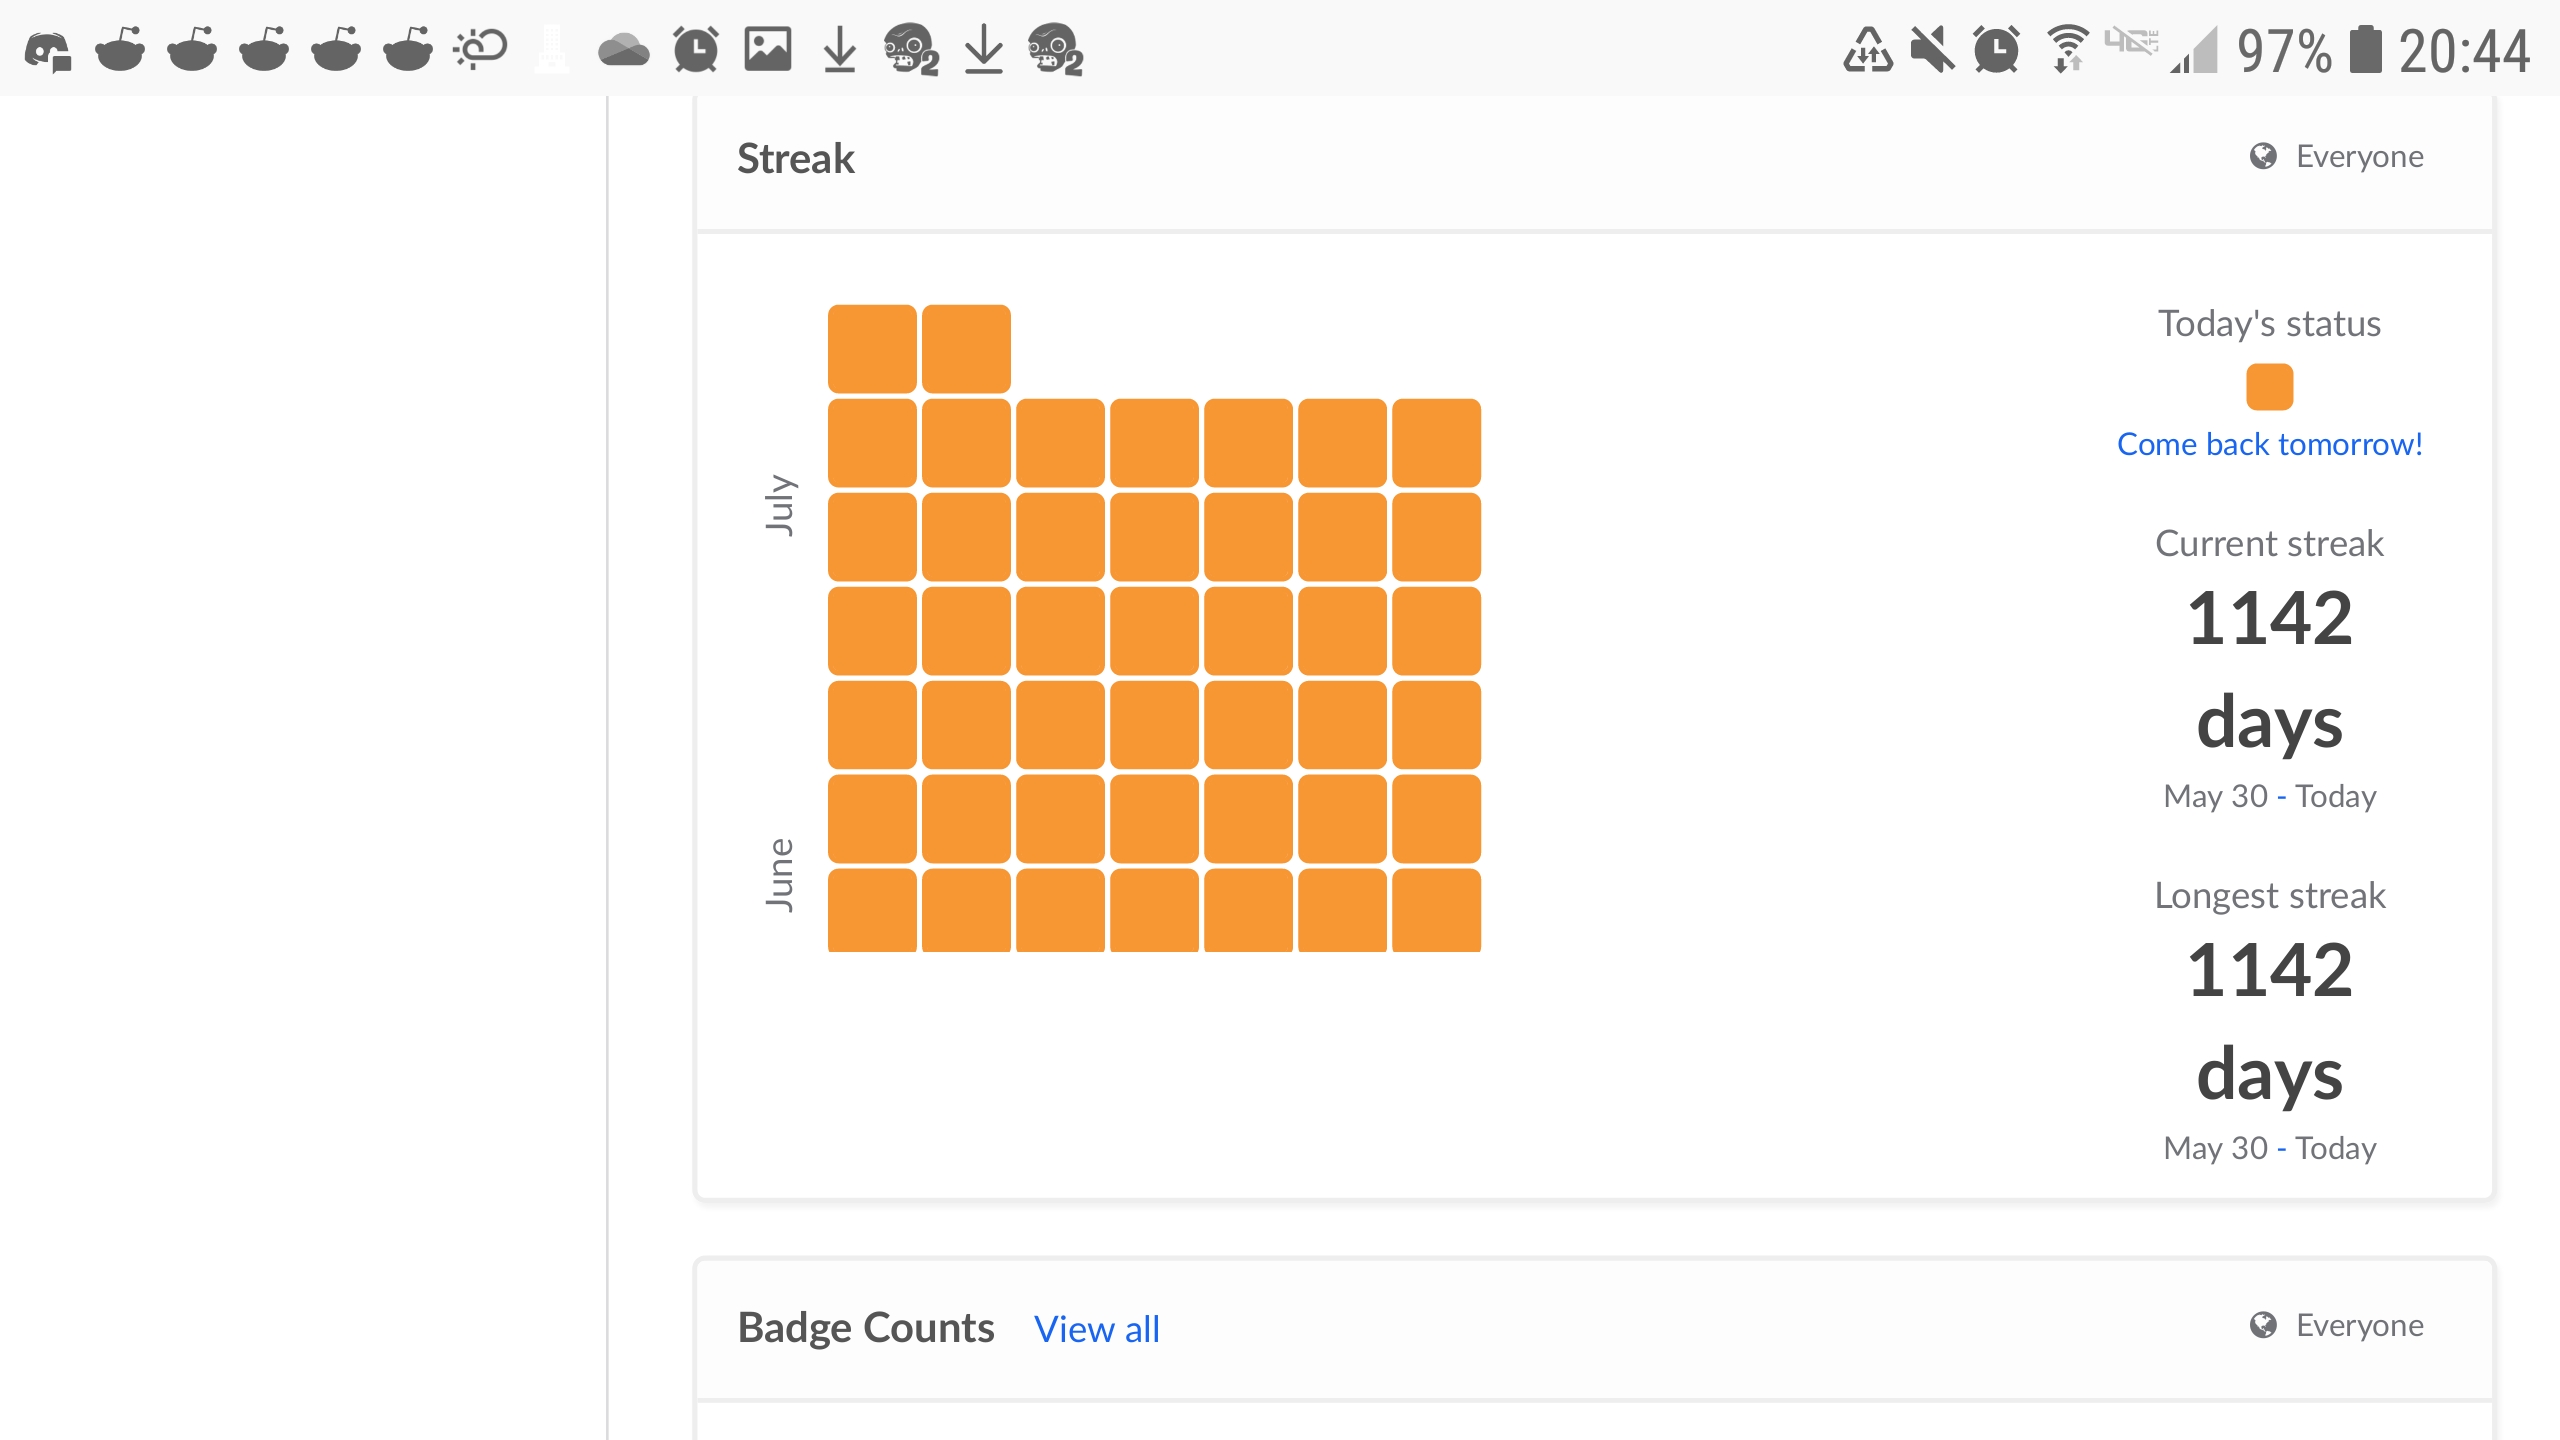 97% 20:44
Streak
Everyone
Today's status
Come back tomorrow!
July
Current streak
1142
days
May 30 - Today
June
Longest streak
1142
days
May 30 - Today
Badge Counts View all
Everyone